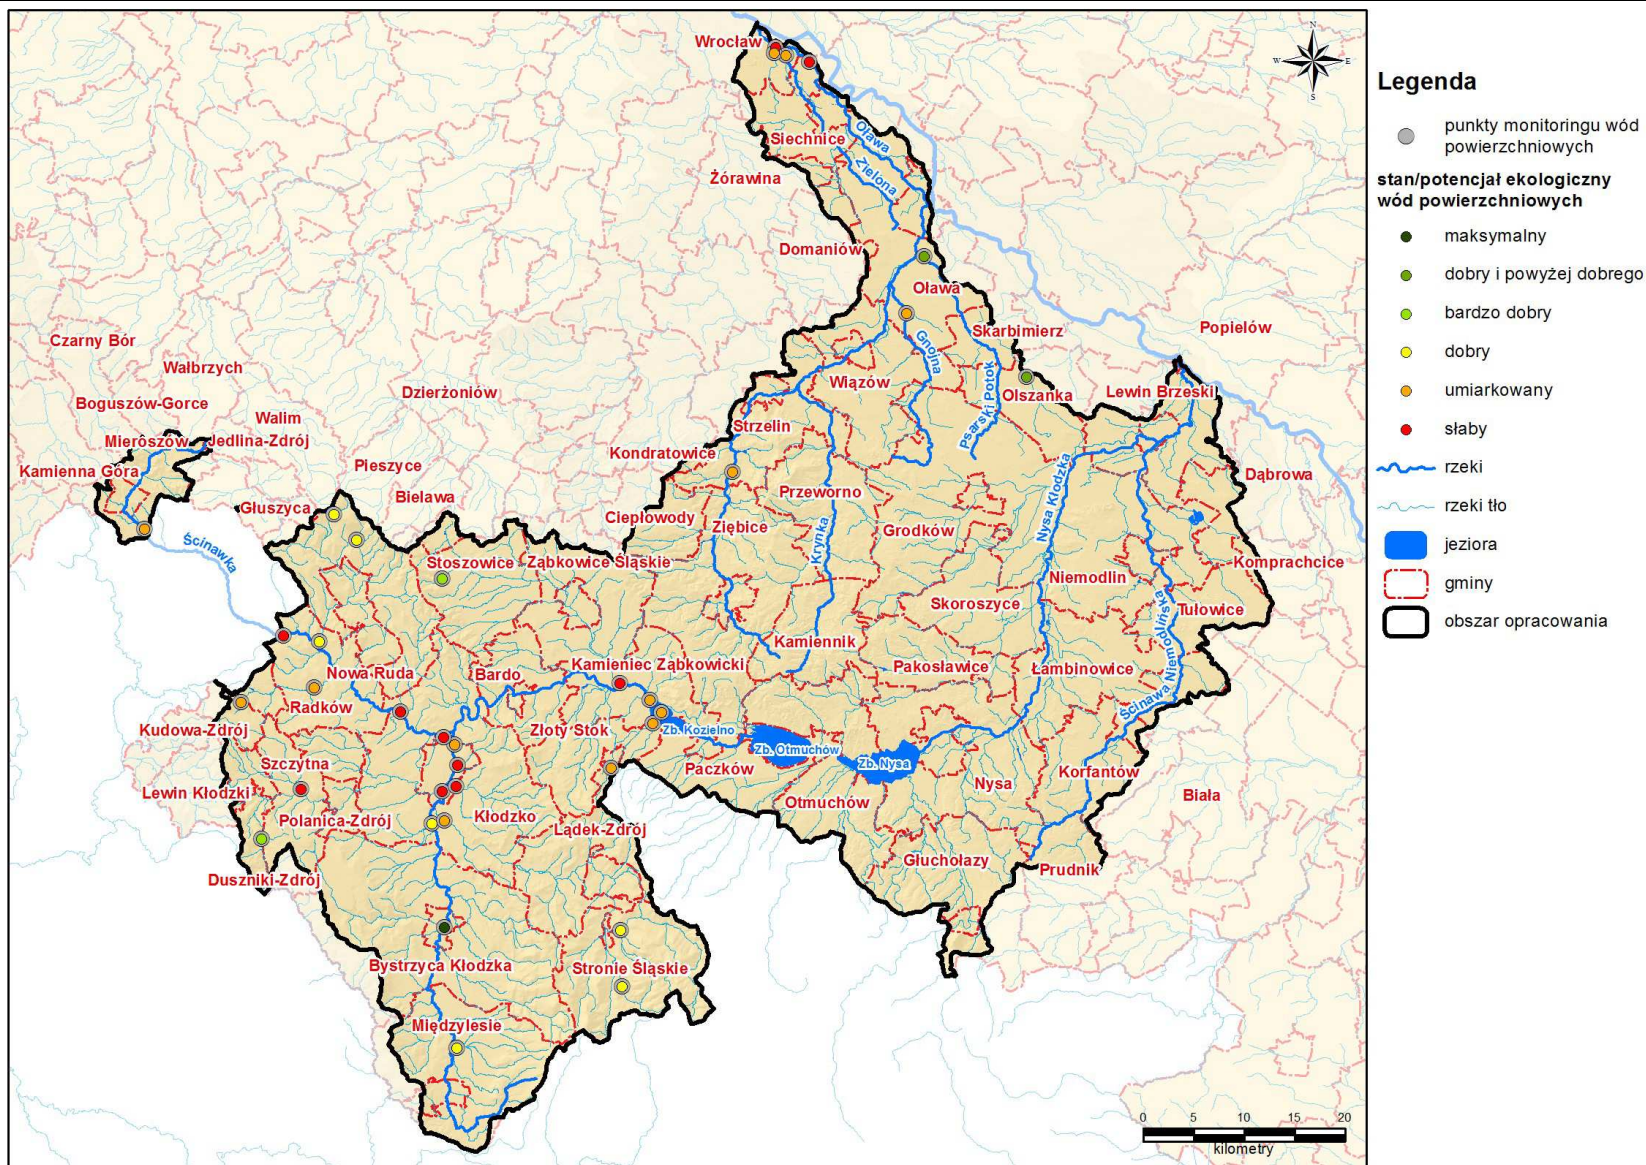 N
W
E
S
Wrocław
Siechnice
Oława
Zielona
Żórawina
Domaniów
Oława
Skarbimierz
Popielów
Czarny Bór
Wałbrzych
Boguszów-Gorce
Dzierżoniów
Walim
Gnojna
Wiązów
Psarski Potok
Olszanka
Lewin Brzeski
Strzelin
Mierôszów
Jedlina-Zdrój
Kamienna Góra
Kondratowice
Pieszyce
Bielawa
Dąbrowa
Przeworno
Nysa Kłodzka
Głuszyca
Ciepłowody
Ziębice
Krynka
Grodków
Ścinawka
Stoszowice
Ząbkowice Śląskie
Komprachcice
Niemodlin
Skoroszyce
Tułowice
Ścinawa Niemodlińska
Kamiennik
Kamieniec Ząbkowicki
Pakosławice
Łambinowice
Nowa Ruda
Bardo
Radków
Kudowa-Zdrój
Złoty Stok
Zb. Kozielno
Zb. Otmuchów
Zb. Nysa
Szczytna
Paczków
Korfantów
Nysa
Lewin Kłodzki
Otmuchów
Biała
Polanica-Zdrój
Kłodzko
Lądek-Zdrój
Głuchołazy
Prudnik
Duszniki-Zdrój
Bystrzyca Kłodzka
Stronie Śląskie
Międzylesie
0 5 10 15 20
kilometry
Legenda
punkty monitoringu wód
powierzchniowych
stan/potencjał ekologiczny
wód powierzchniowych
maksymalny
dobry i powyżej dobrego
bardzo dobry
dobry
umiarkowany
słaby
rzeki
rzeki tło
jeziora
gminy
obszar opracowania